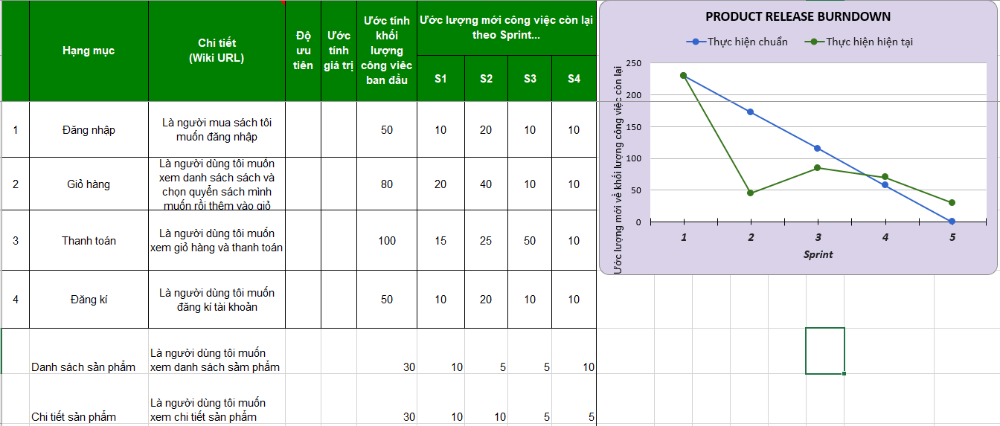 Hạng mục
Chi tiết
(Wiki URL)
Độ
ưu
tiên
Ước
tính
giá trị
Ước tính
khối
lượng
công viêc
ban đầu
Ước lượng mới công việc còn lại
theo Sprint...
S1 S2 S3 S4
1 Đăng nhập Là người mua sách tôi
muốn đăng nhập 50 10 20 10 10
2 Giỏ hàng Là người dùng tôi muốn
xem danh sách sách và
chọn quyển sách mình
muốn rồi thêm vào giỏ 80 20 40 10 10
3 Thanh toán Là người dùng tôi muốn
xem giỏ hàng và thanh toán 100 15 25 50 10
4 Đăng kí Là người dùng tôi muốn
đăng kí tài khoản 50 10 20 10 10
Danh sách sản phẩm Là người dùng tôi muốn
xem danh sách sảm phẩm 30 10 5 5 10
Chi tiết sản phẩm Là người dùng tôi muốn
xem chi tiết sản phẩm 30 10 10 5 5
PRODUCT RELEASE BURNDOWN
Thực hiện chuẩn Thực hiện hiện tại
Ước lượng mới về khối lượng công việc còn lại
250
200
150
100
50
0
1 2 3 4 5
Sprint